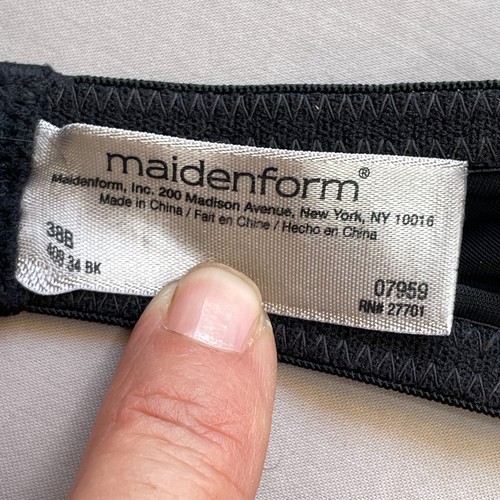 maidenform®
Maidenform, Inc. 200 Madison Avenue, New York, NY 10016
Made in China / Fait en Chine / Hecho en China
38B
408 34 BK
07959
RN# 27701